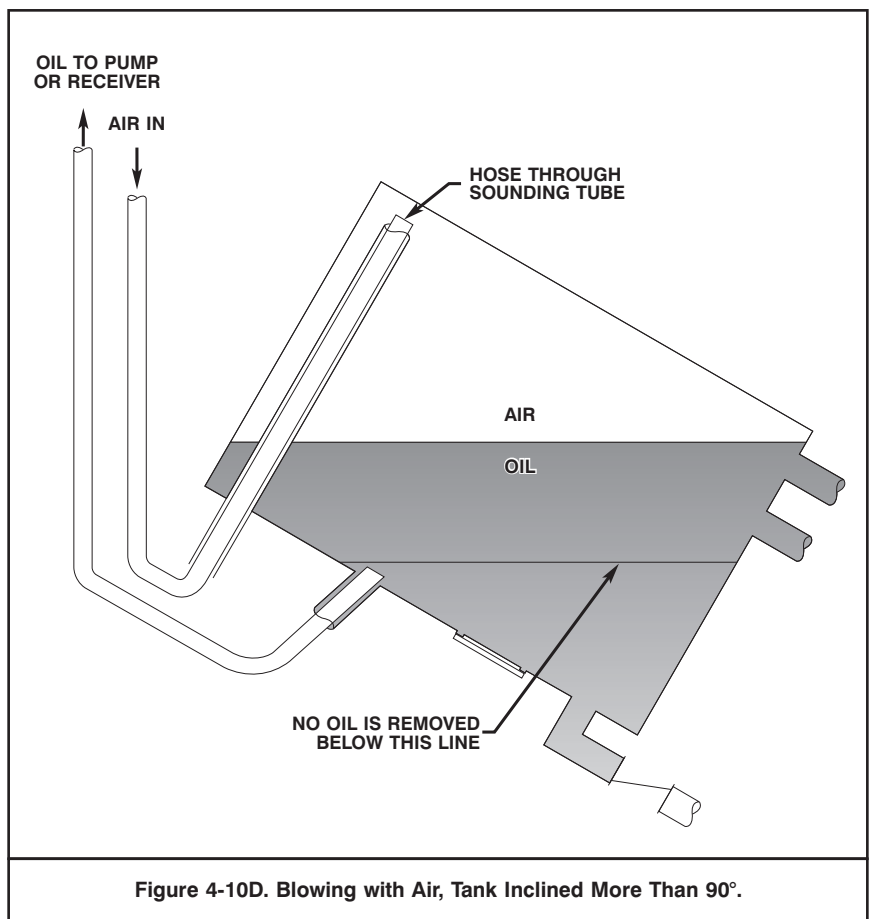 OIL TO PUMP
OR RECEIVER
AIR IN
HOSE THROUGH
SOUNDING TUBE
AIR
OIL
NO OIL IS REMOVED
BELOW THIS LINE
Figure 4-10D. Blowing with Air, Tank Inclined More Than 90°.